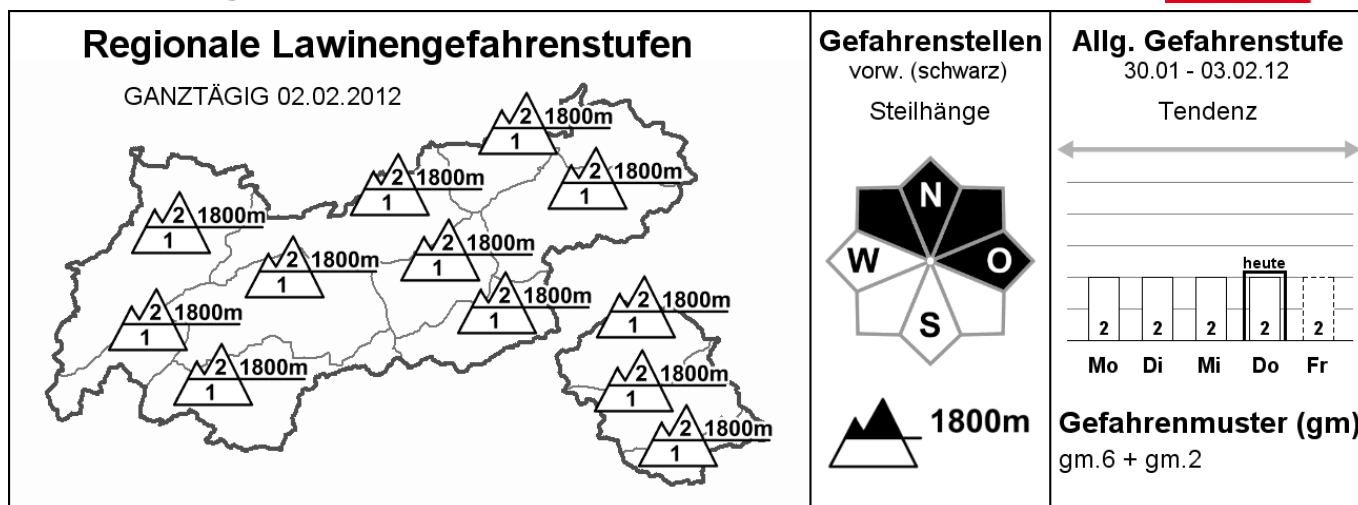 Regionale Lawinengefahrenstufen
GANZTÄGIG 02.02.2012
2 1800m
1
2 1800m
1
2 1800m
1
2 1800m
1
2 1800m
1
2 1800m
1
2 1800m
1
2 1800m
1
2 1800m
1
2 1800m
1
2 1800m
1
2 1800m
1
Gefahrenstellen
vorw. (schwarz)
Steilhänge
N
W O
S
1800m
Allg. Gefahrenstufe
30.01 - 03.02.12
Tendenz
heute
2 2 2 2 2
Mo Di Mi Do Fr
Gefahrenmuster (gm)
gm.6 + gm.2